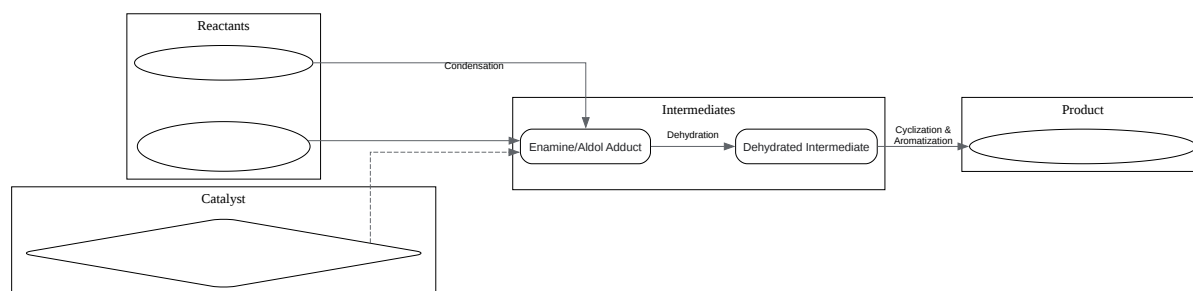 Reactants
Condensation
Intermediates
Product
Enamine/Aldol Adduct
Dehydration
Dehydrated Intermediate
Cyclization &
Aromatization
Catalyst